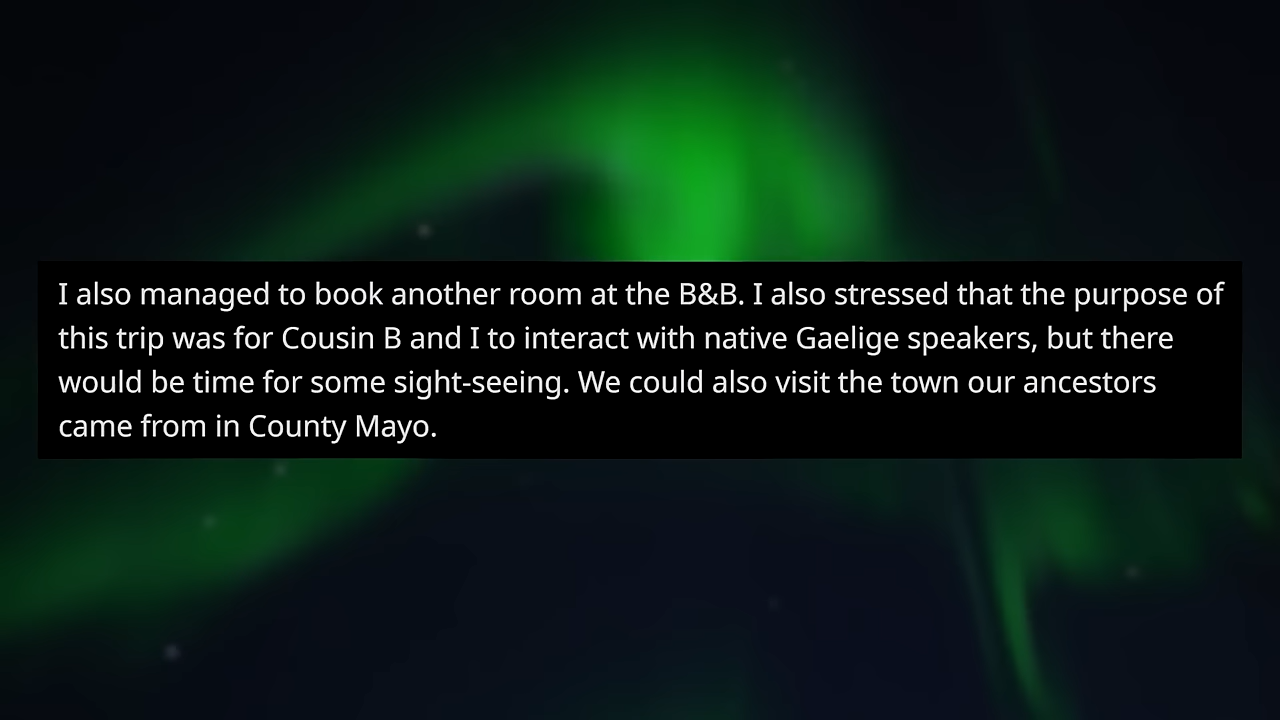 I also managed to book another room at the B&B. I also stressed that the purpose of
this trip was for Cousin B and I to interact with native Gaelige speakers, but there
would be time for some sight-seeing. We could also visit the town our ancestors
came from in County Mayo.